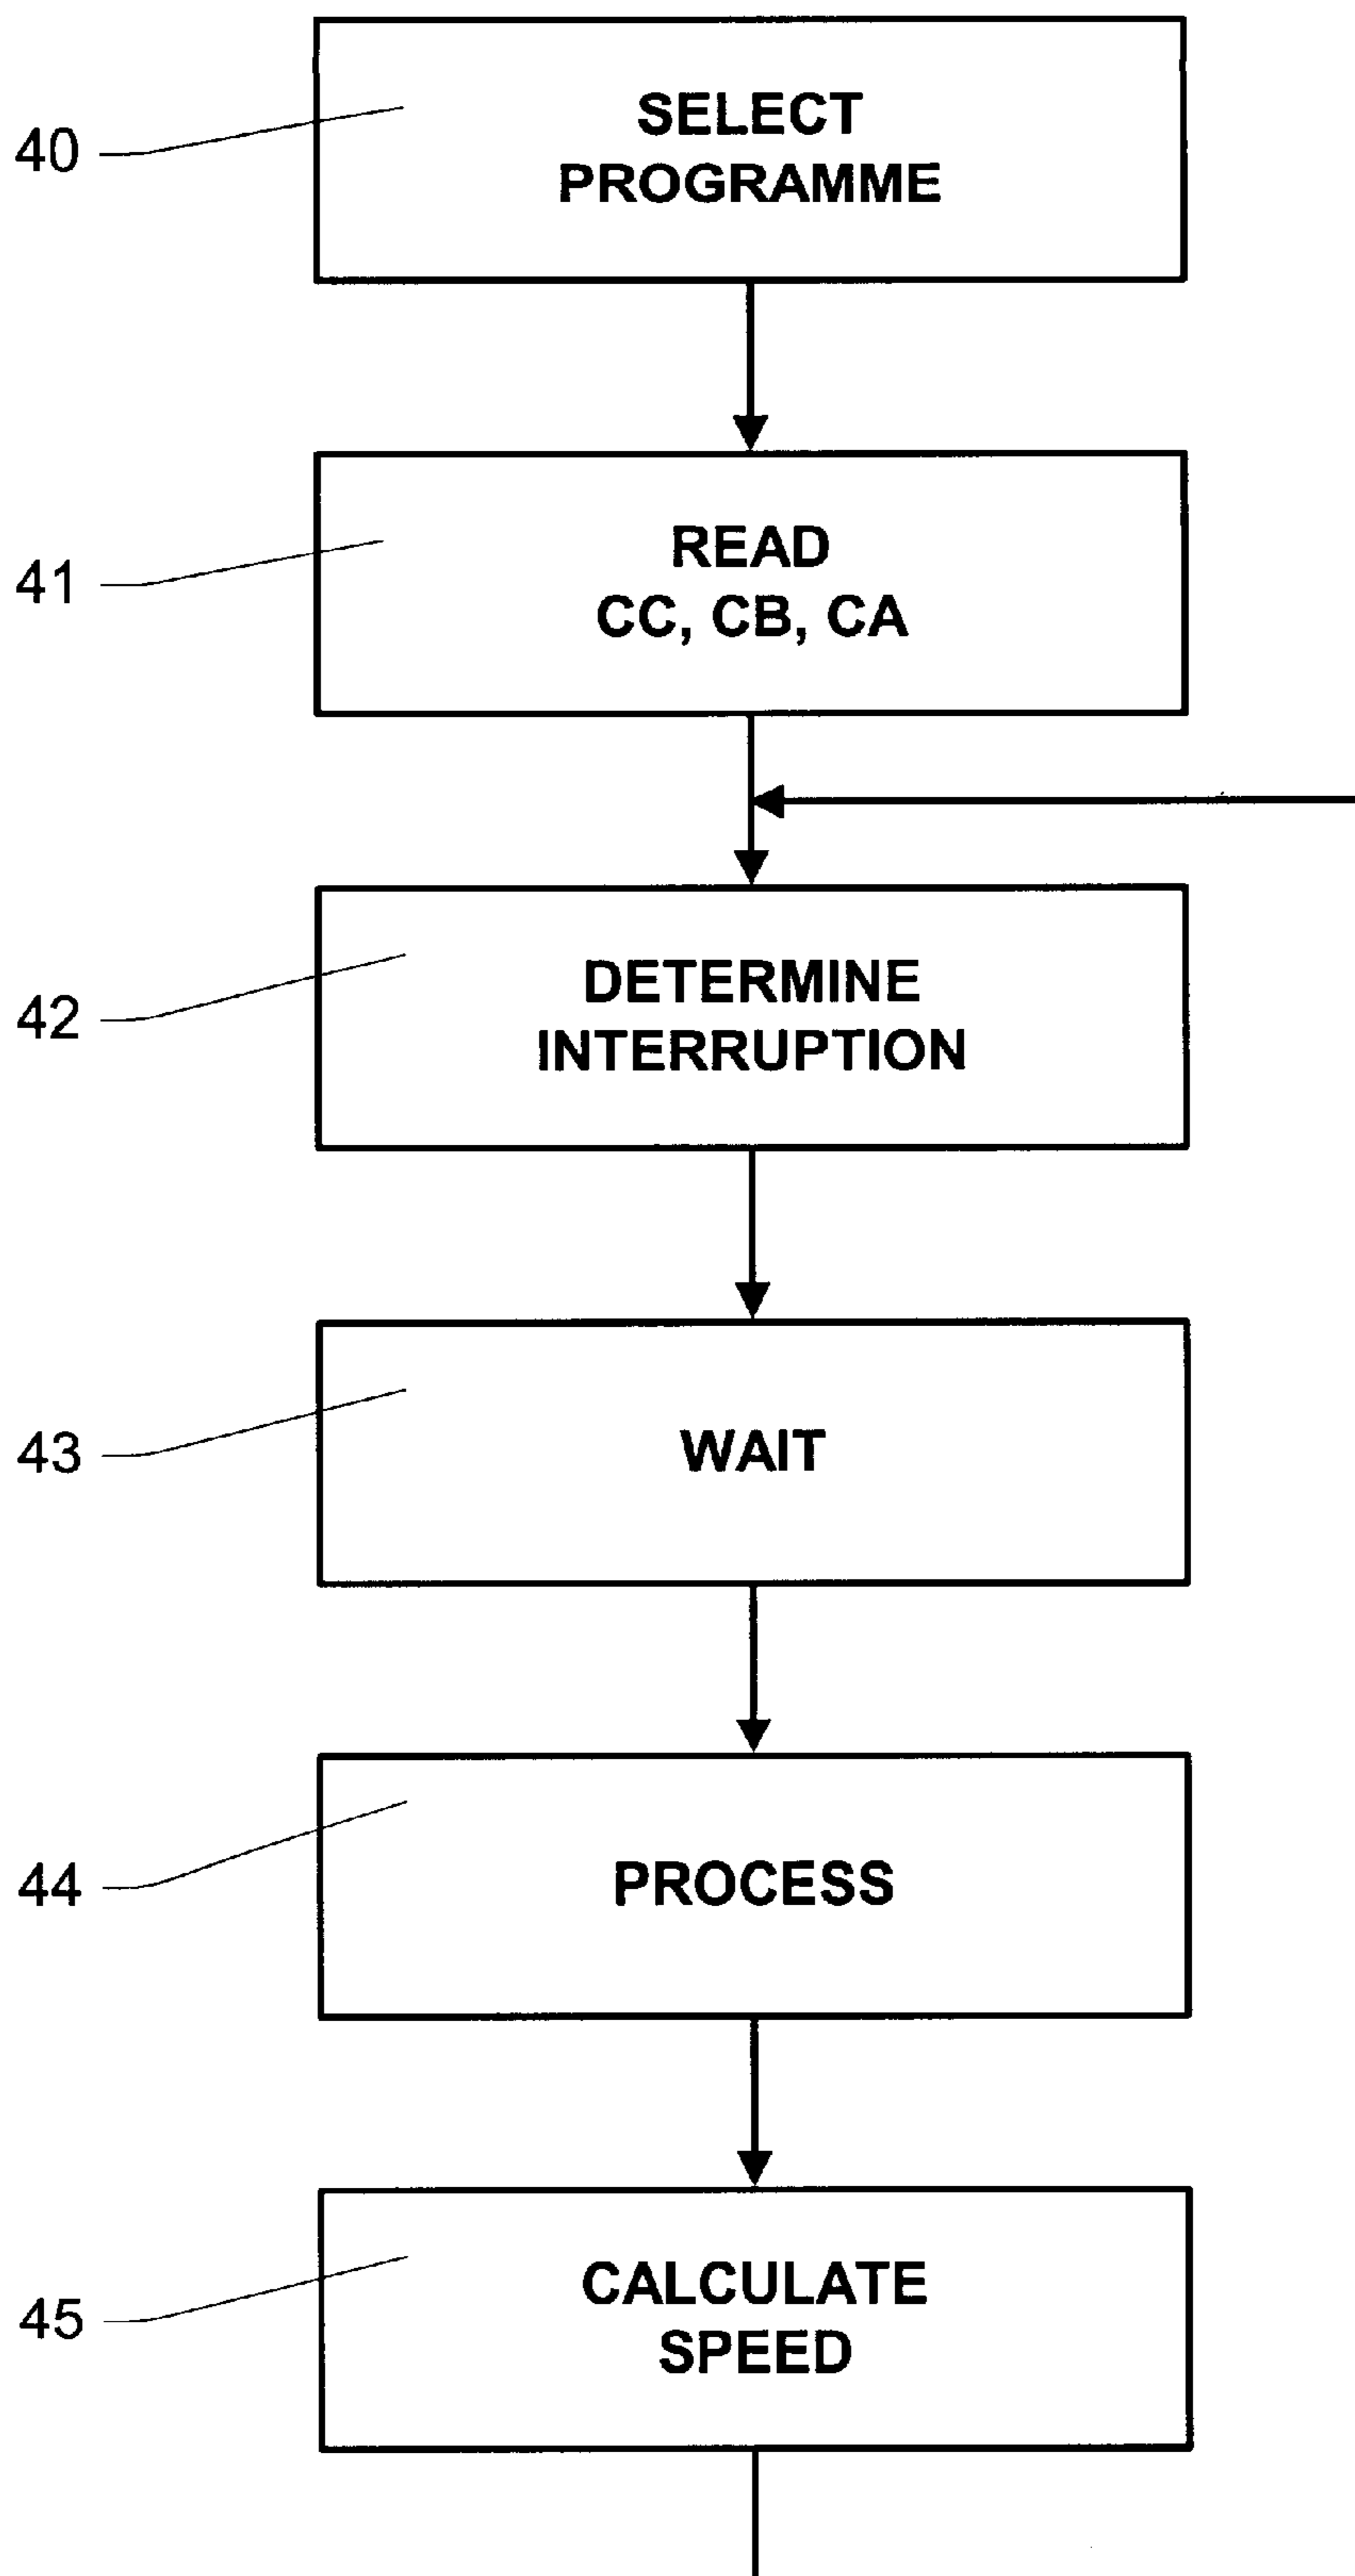 40
SELECT
PROGRAMME
41
READ
CC, CB, CA
42
DETERMINE
INTERRUPTION
43
WAIT
44
PROCESS
45
CALCULATE
SPEED